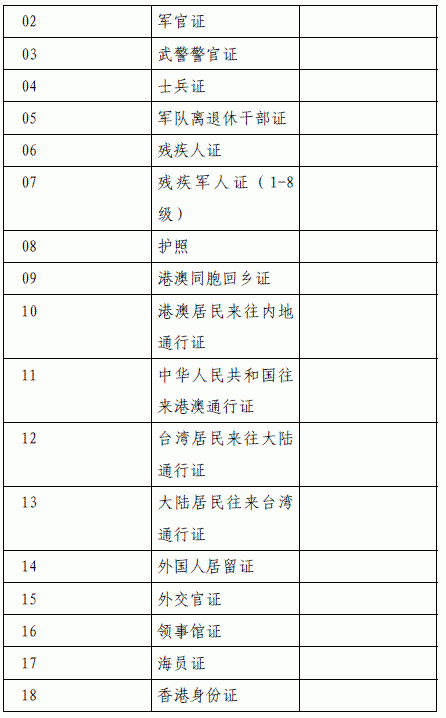 02 军官证
03 武警警官证
04 士兵证
05 军队离退休干部证
06 残疾人证
07 残疾军人证（1-8
级）
08 护照
09 港澳同胞回乡证
10 港澳居民来往内地
通行证
11 中华人民共和国往
来港澳通行证
12 台湾居民来往大陆
通行证
13 大陆居民往来台湾
通行证
14 外国人居留证
15 外交官证
16 领事馆证
17 海员证
18 香港身份证